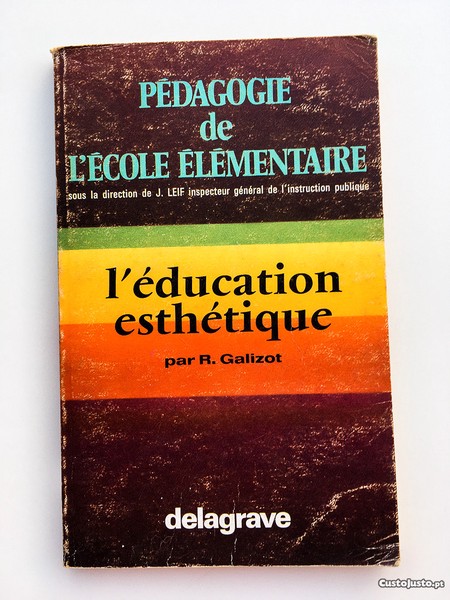 PÉDAGOGIE
de
L'ÉCOLE ÉLÉMENTAIRE
sous la direction de J. LEIF inspecteur général de l'instruction publique
l'éducation
esthétique
par R. Galizot
delagrave
CustoJusto.pt